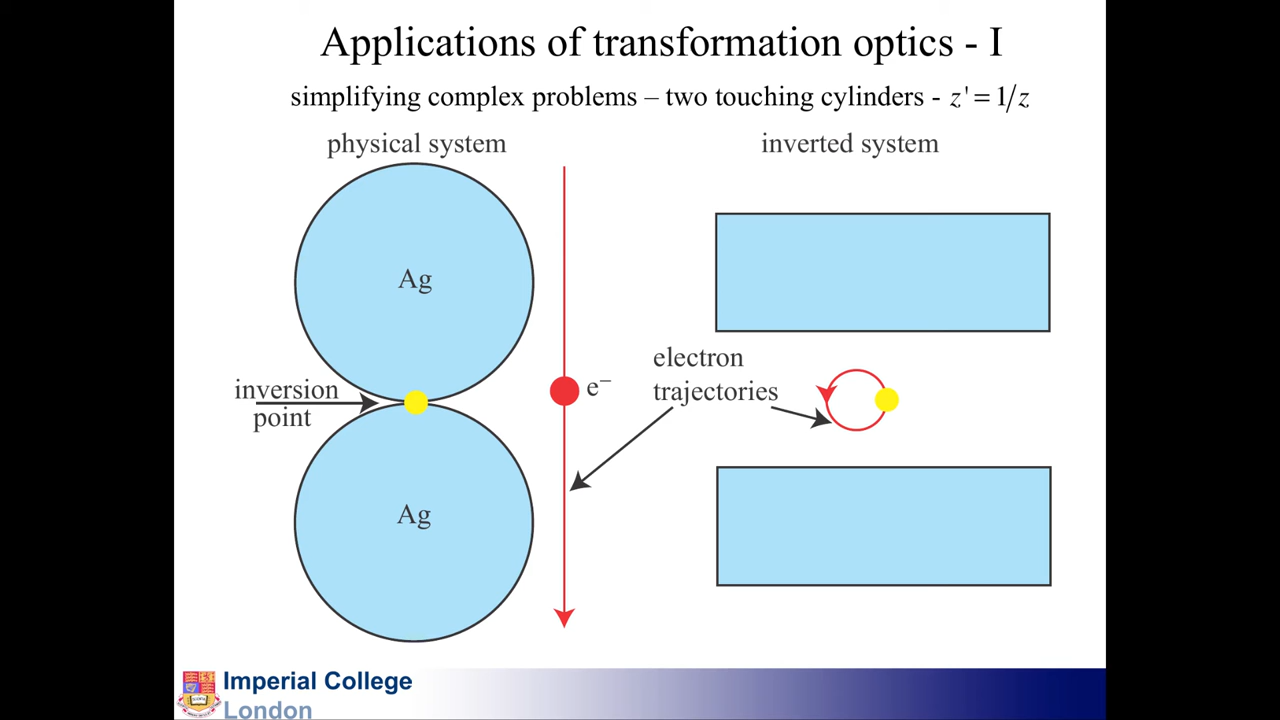 Applications of transformation optics - I
simplifying complex problems – two touching cylinders - z' = 1/z
physical system
inverted system
Ag
inversion
point
e⁻
electron
trajectories
Ag
Imperial College
London